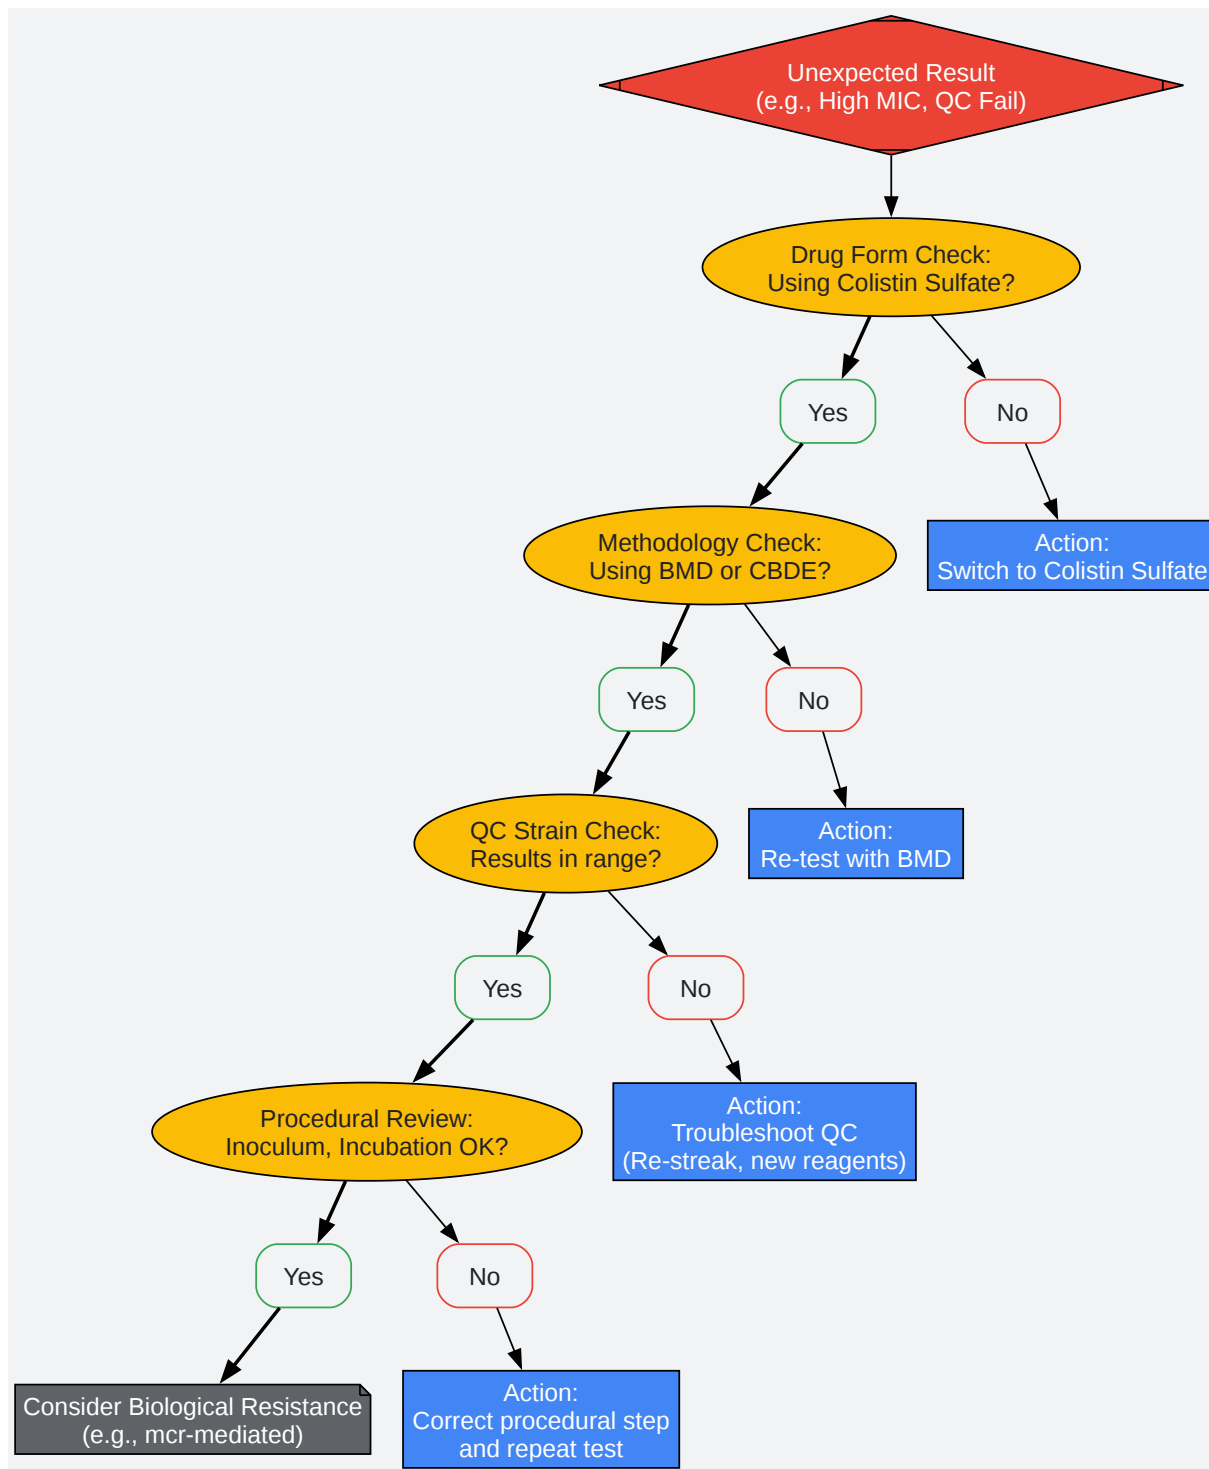 Unexpected Result
(e.g., High MIC, QC Fail)
Drug Form Check:
Using Colistin Sulfate?
Yes
No
Methodology Check:
Using BMD or CBDE?
Action:
Switch to Colistin Sulfate
Yes
No
QC Strain Check:
Results in range?
Action:
Re-test with BMD
Yes
No
Procedural Review:
Inoculum, Incubation OK?
Action:
Troubleshoot QC
(Re-streak, new reagents)
Yes
No
Consider Biological Resistance
(e.g., mcr-mediated)
Action:
Correct procedural step
and repeat test